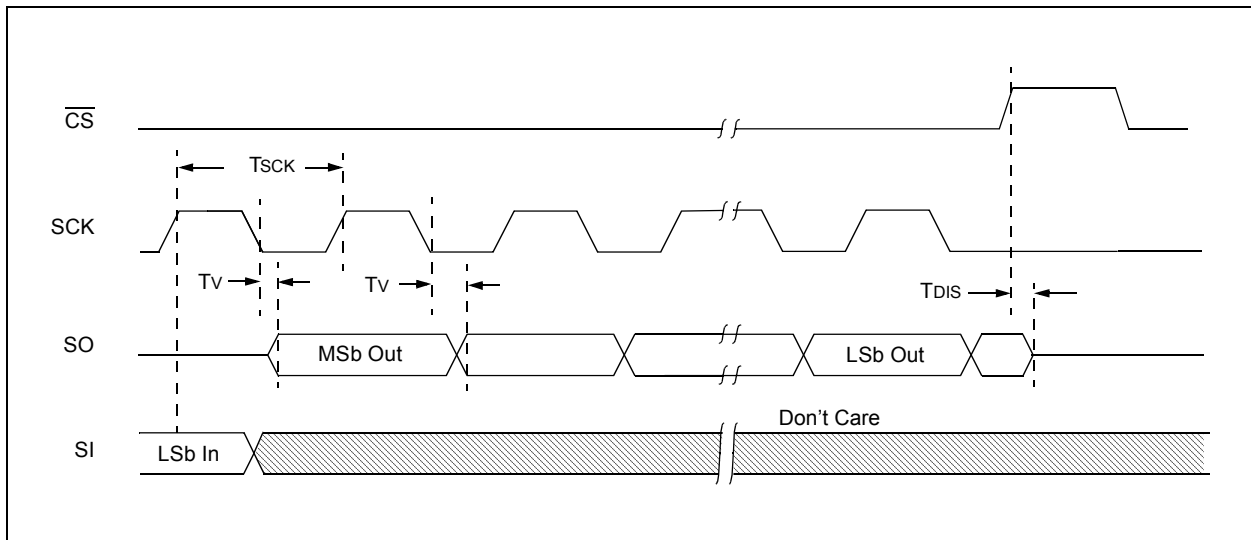 CS
TSCK
SCK
TV
TV
TDIS
SO
MSb Out
LSb Out
Don't Care
SI
LSb In